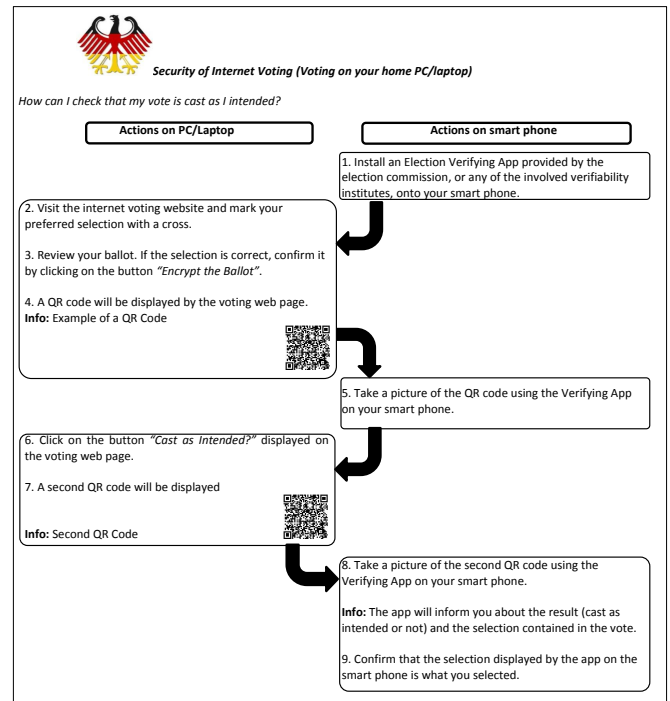 Security of Internet Voting (Voting on your home PC/laptop)
How can I check that my vote is cast as I intended?
Actions on PC/Laptop
Actions on smart phone
1. Install an Election Verifying App provided by the
election commission, or any of the involved verifiability
institutes, onto your smart phone.
2. Visit the internet voting website and mark your
preferred selection with a cross.
3. Review your ballot. If the selection is correct, confirm it
by clicking on the button "Encrypt the Ballot".
4. A QR code will be displayed by the voting web page.
Info: Example of a QR Code
5. Take a picture of the QR code using the Verifying App
on your smart phone.
6. Click on the button "Cast as Intended?" displayed on
the voting web page.
7. A second QR code will be displayed
Info: Second QR Code
8. Take a picture of the second QR code using the
Verifying App on your smart phone.
Info: The app will inform you about the result (cast as
intended or not) and the selection contained in the vote.
9. Confirm that the selection displayed by the app on the
smart phone is what you selected.